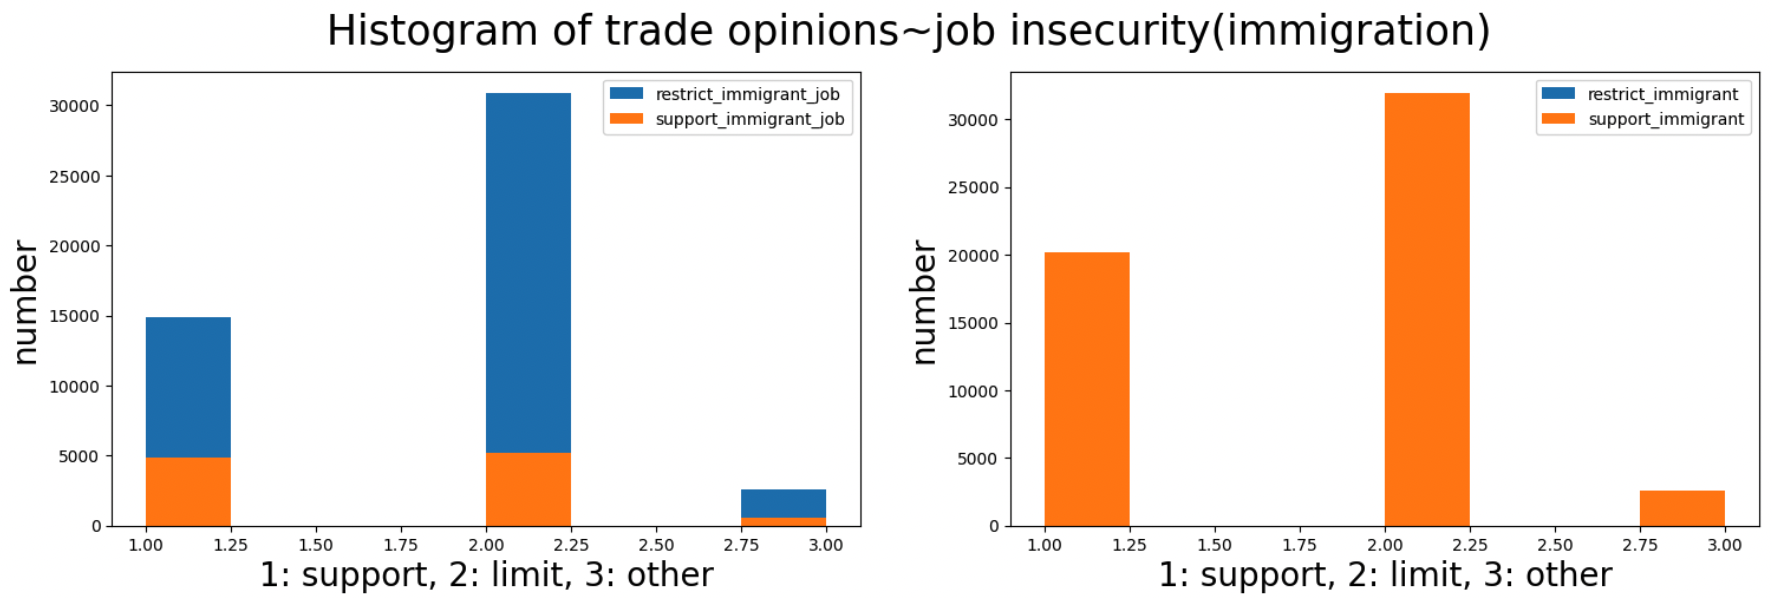 Histogram of trade opinions~job insecurity(immigration)
restrict_immigrant_job
support_immigrant_job
number
30000
25000
20000
15000
10000
5000
0
1.00 1.25 1.50 1.75 2.00 2.25 2.50 2.75 3.00
1: support, 2: limit, 3: other
restrict_immigrant
support_immigrant
number
30000
25000
20000
15000
10000
5000
0
1.00 1.25 1.50 1.75 2.00 2.25 2.50 2.75 3.00
1: support, 2: limit, 3: other